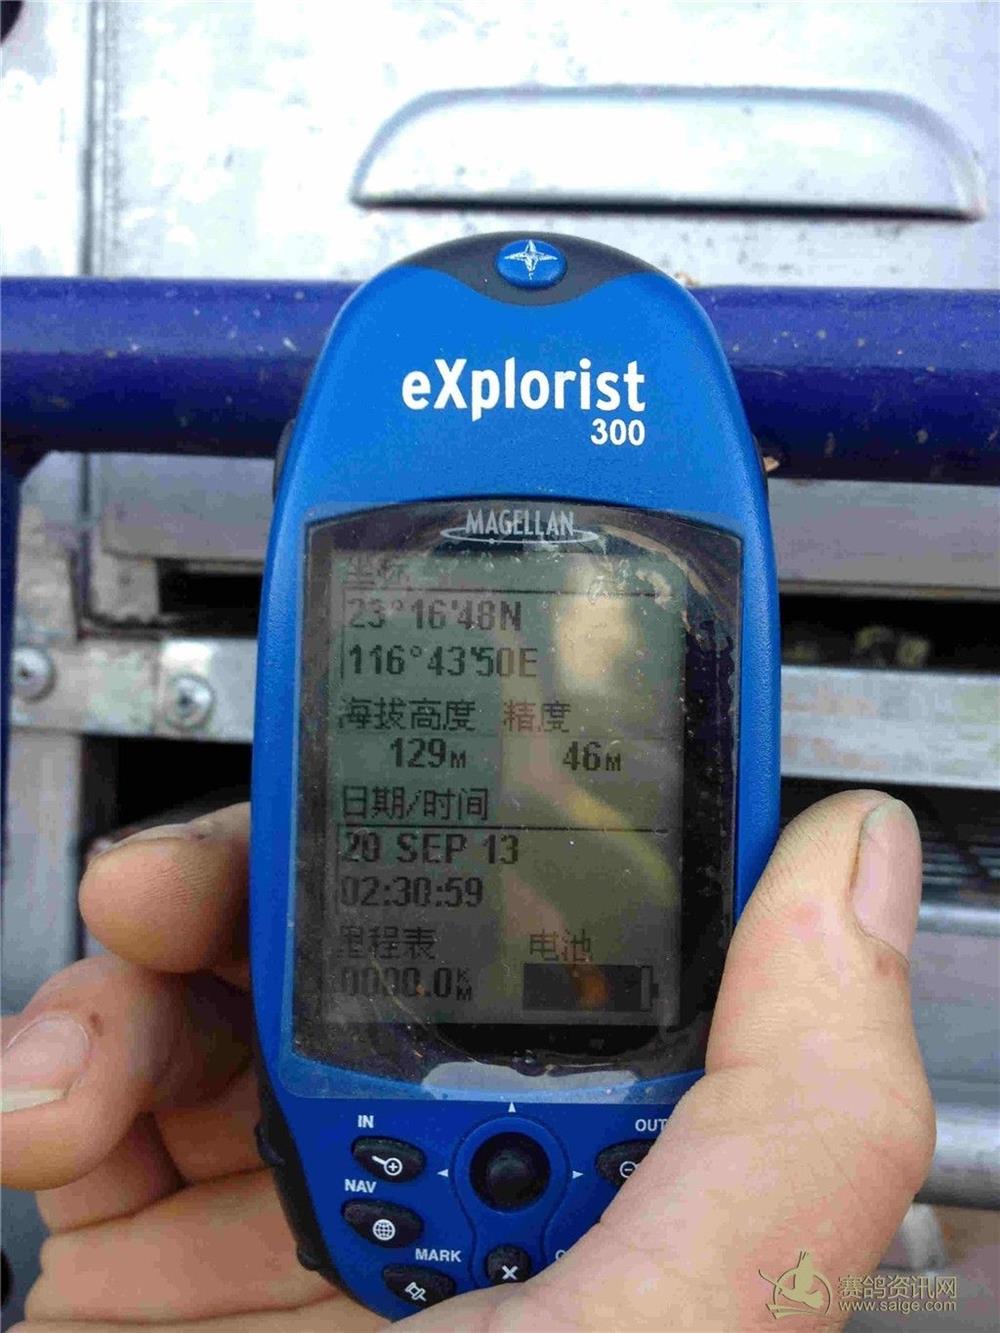 eXplorist
300
MAGELLAN
坐标
23°16'48N
116°43'50E
海拔高度 精度
129M 46M
日期/时间
20 SEP 13
02:30:59
里程表 电池
0000.0KM
IN
OUT
NAV
MARK
赛鸽资讯网
www.saige.com